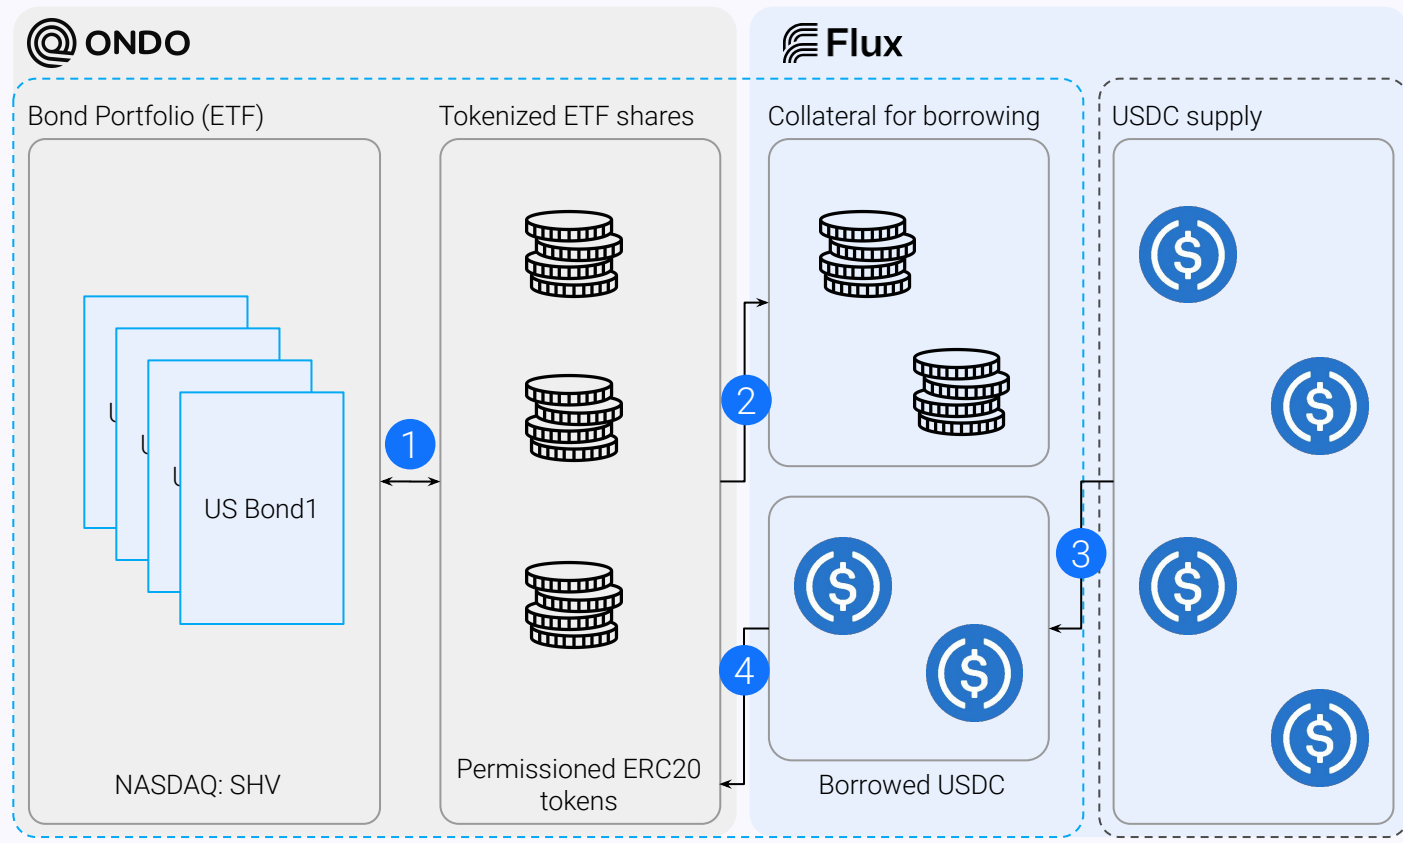 ONDO
Flux
Bond Portfolio (ETF)
Tokenized ETF shares
Collateral for borrowing
USDC supply
1
2
3
4
US Bond1
NASDAQ: SHV
Permissioned ERC20
tokens
Borrowed USDC